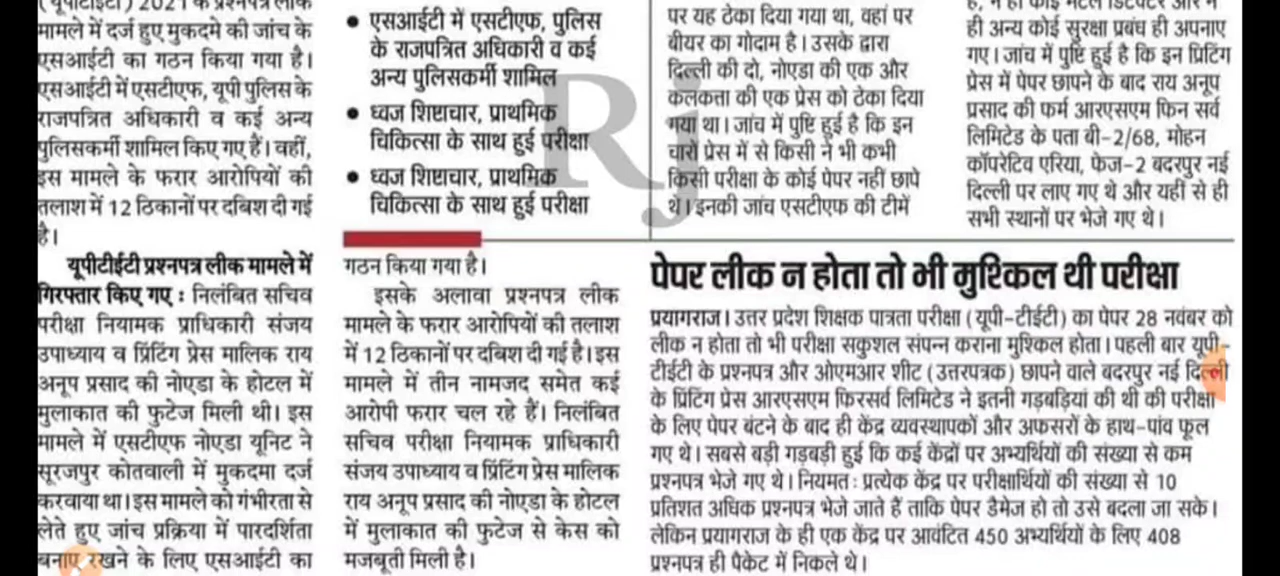 (यूपीटीईटी) 2021 के प्रश्नपत्र लीक
मामले में दर्ज हुए मुकदमे की जांच के
एसआईटी का गठन किया गया है।
एसआईटी में एसटीएफ, यूपी पुलिस के
राजपत्रित अधिकारी व कई अन्य
पुलिसकर्मी शामिल किए गए हैं। वहीं,
इस मामले के फरार आरोपियों की
तलाश में 12 ठिकानों पर दबिश दी गई
है।
यूपीटीईटी प्रश्नपत्र लीक मामले में
गिरफ्तार किए गए : निलंबित सचिव
परीक्षा नियामक प्राधिकारी संजय
उपाध्याय व प्रिंटिंग प्रेस मालिक राय
अनूप प्रसाद की नोएडा के होटल में
मुलाकात की फुटेज मिली थी। इस
मामले में एसटीएफ नोएडा यूनिट ने
सूरजपुर कोतवाली में मुकदमा दर्ज
करवाया था। इस मामले को गंभीरता से
लेते हुए जांच प्रक्रिया में पारदर्शिता
बनाए रखने के लिए एसआईटी का
• एसआईटी में एसटीएफ, पुलिस
के राजपत्रित अधिकारी व कई
अन्य पुलिसकर्मी शामिल
• ध्वज शिष्टाचार, प्राथमिक
चिकित्सा के साथ हुई परीक्षा
• ध्वज शिष्टाचार, प्राथमिक
चिकित्सा के साथ हुई परीक्षा
गठन किया गया है।
इसके अलावा प्रश्नपत्र लीक
मामले के फरार आरोपियों की तलाश
में 12 ठिकानों पर दबिश दी गई है। इस
मामले में तीन नामजद समेत कई
आरोपी फरार चल रहे हैं। निलंबित
सचिव परीक्षा नियामक प्राधिकारी
संजय उपाध्याय व प्रिंटिंग प्रेस मालिक
राय अनूप प्रसाद की नोएडा के होटल
में मुलाकात की फुटेज से केस को
मजबूती मिली है।
पर यह ठेका दिया गया था, वहां पर
बीयर का गोदाम है। उसके द्वारा
दिल्ली की दो, नोएडा की एक और
कलकत्ता की एक प्रेस को ठेका दिया
गया था। जांच में पुष्टि हुई है कि इन
चारों प्रेस में से किसी ने भी कभी
किसी परीक्षा के कोई पेपर नहीं छापे
थे। इनकी जांच एसटीएफ की टीमें
है, न ही कोई मेटल डिटेक्टर और न
ही अन्य कोई सुरक्षा प्रबंध ही अपनाए
गए। जांच में पुष्टि हुई है कि इन प्रिटिंग
प्रेस में पेपर छापने के बाद राय अनूप
प्रसाद की फर्म आरएसएम फिन सर्व
लिमिटेड के पता बी-2/68, मोहन
कॉपरेटिव एरिया, फेज-2 बदरपुर नई
दिल्ली पर लाए गए थे और यहीं से ही
सभी स्थानों पर भेजे गए थे।
Rj
पेपर लीक न होता तो भी मुश्किल थी परीक्षा
प्रयागराज। उत्तर प्रदेश शिक्षक पात्रता परीक्षा (यूपी-टीईटी) का पेपर 28 नवंबर को
लीक न होता तो भी परीक्षा सकुशल संपन्न कराना मुश्किल होता। पहली बार यूपी-
टीईटी के प्रश्नपत्र और ओएमआर शीट (उत्तरपत्रक) छापने वाले बदरपुर नई दिल्ली
के प्रिंटिंग प्रेस आरएसएम फिरसर्व लिमिटेड ने इतनी गड़बड़ियां की थी की परीक्षा
के लिए पेपर बंटने के बाद ही केंद्र व्यवस्थापकों और अफसरों के हाथ-पांव फूल
गए थे। सबसे बड़ी गड़बड़ी हुई कि कई केंद्रों पर अभ्यर्थियों की संख्या से कम
प्रश्नपत्र भेजे गए थे। नियमतः प्रत्येक केंद्र पर परीक्षार्थियों की संख्या से 10
प्रतिशत अधिक प्रश्नपत्र भेजे जाते हैं ताकि पेपर डैमेज हो तो उसे बदला जा सके।
लेकिन प्रयागराज के ही एक केंद्र पर आवंटित 450 अभ्यर्थियों के लिए 408
प्रश्नपत्र ही पैकेट में निकले थे।